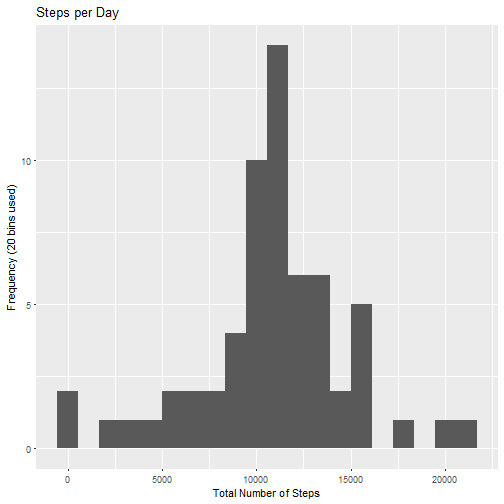 Steps per Day
Frequency (20 bins used)
10
5
0
0 5000 10000 15000 20000
Total Number of Steps